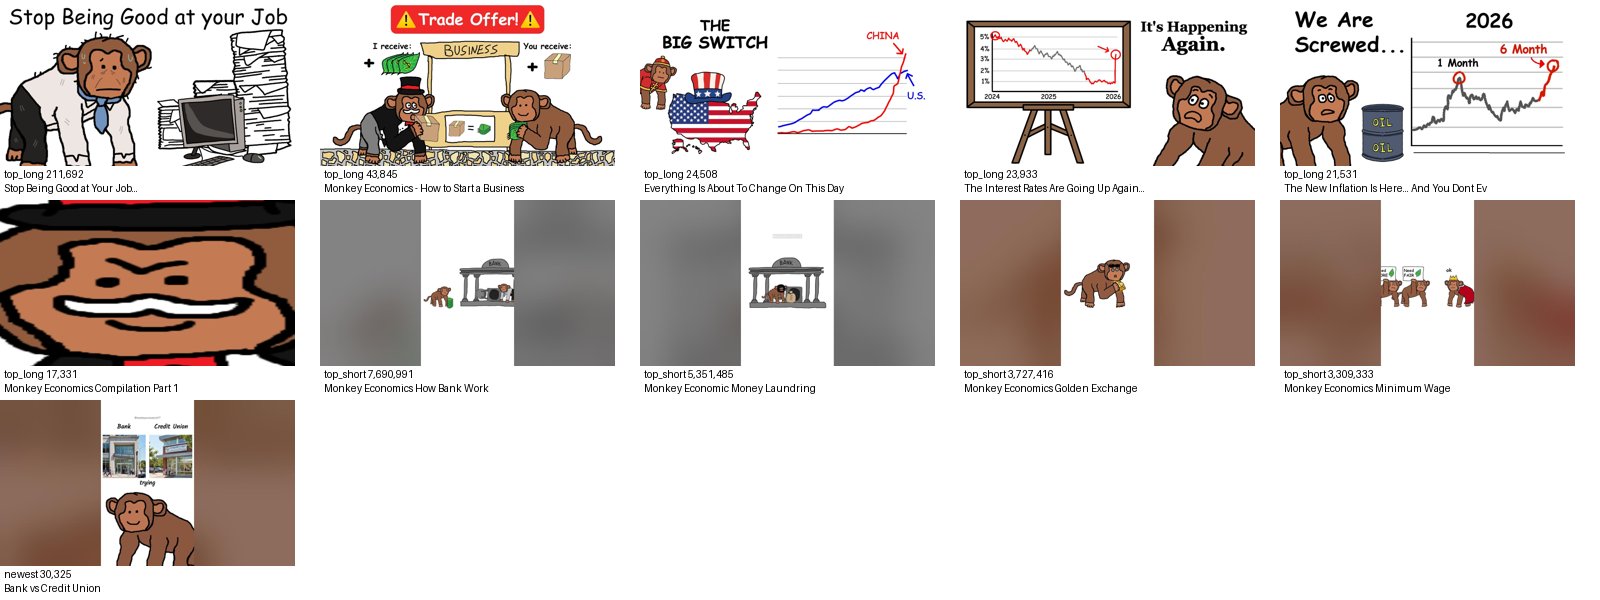 Stop Being Good at your Job
top_long 211,692
Stop Being Good at Your Job...
Trade Offer!
I receive:
BUSINESS
You receive:
+
+
=
top_long 43,845
Monkey Economics - How to Start a Business
THE
BIG SWITCH
CHINA
U.S.
top_long 24,508
Everything Is About To Change On This Day
5%
4%
3%
2%
1%
2024
2025
2026
It's Happening
Again.
top_long 23,933
The Interest Rates Are Going Up Again...
We Are
Screwed...
2026
6 Month
1 Month
OIL
OIL
top_long 21,531
The New Inflation Is Here... And You Dont Ev
top_long 17,331
Monkey Economics Compilation Part 1
BANK
top_short 7,690,991
Monkey Economics How Bank Work
BANK
top_short 5,351,485
Monkey Economic Money Laundring
top_short 3,727,416
Monkey Economics Golden Exchange
Need
FAIR
ok
top_short 3,309,333
Monkey Economics Minimum Wage
Bank
Credit Union
trying
newest 30,325
Bank vs Credit Union